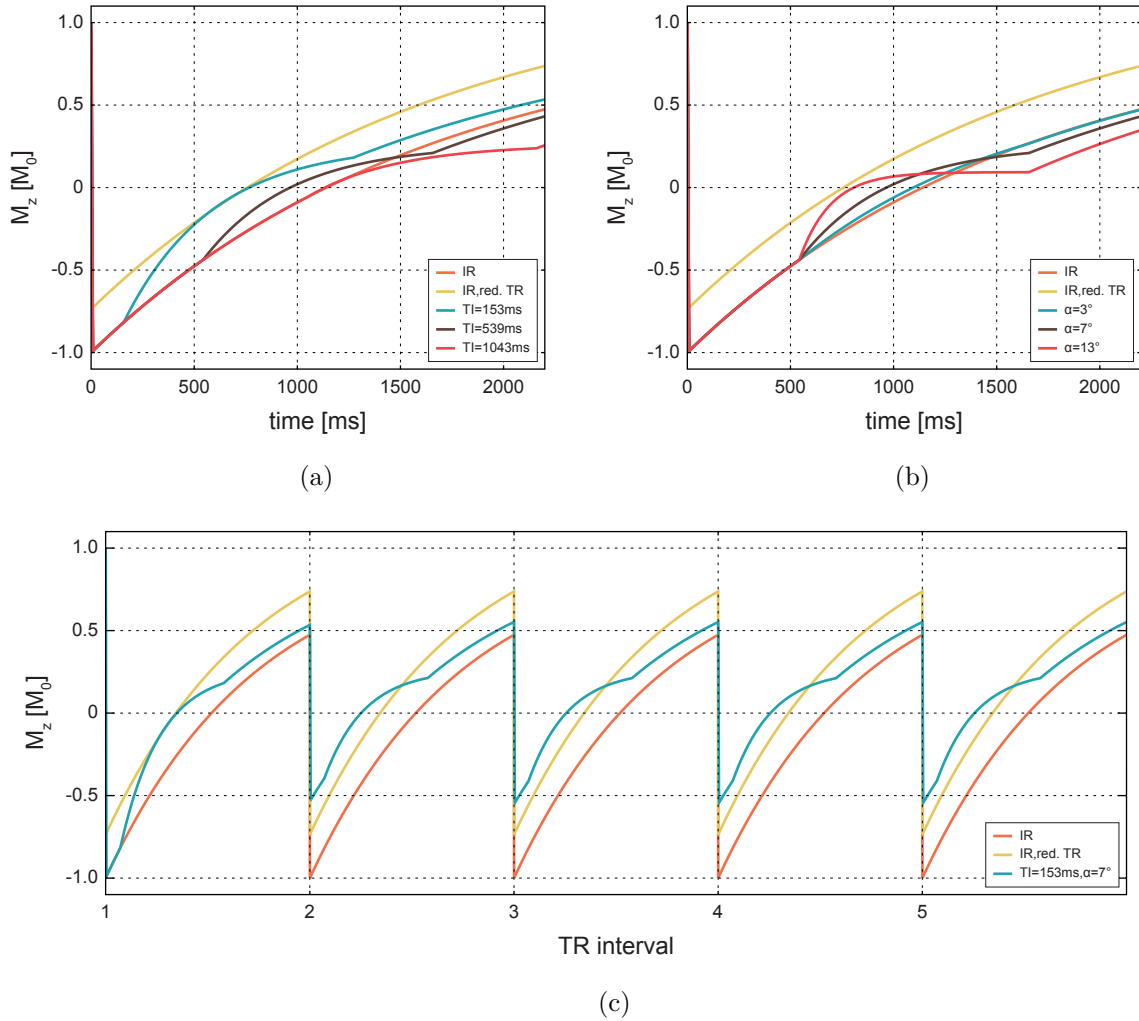 1.0
0.5
0
-0.5
-1.0
M_z [M_0]
0 500 1000 1500 2000
time [ms]
IR
IR,red. TR
TI=153ms
TI=539ms
TI=1043ms
(a)
1.0
0.5
0
-0.5
-1.0
M_z [M_0]
0 500 1000 1500 2000
time [ms]
IR
IR,red. TR
α=3°
α=7°
α=13°
(b)
1.0
0.5
0
-0.5
-1.0
M_z [M_0]
1 2 3 4 5
TR interval
IR
IR,red. TR
TI=153ms,α=7°
(c)